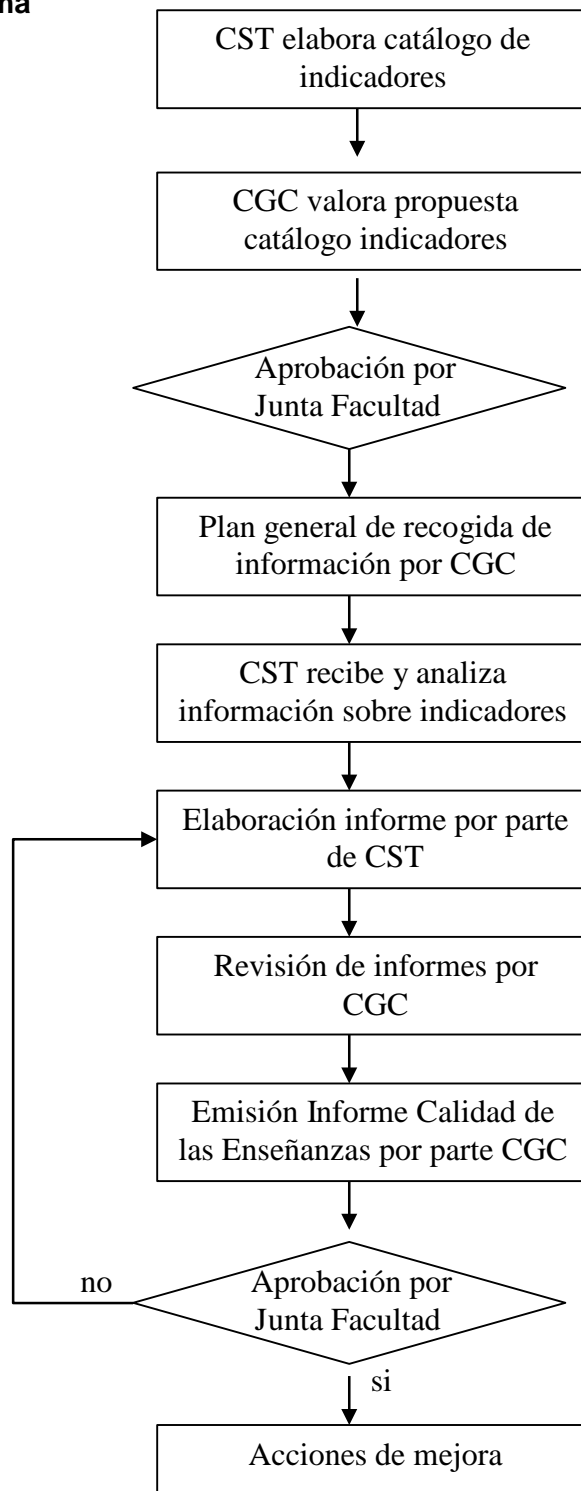 ma
CST elabora catálogo de
indicadores
CGC valora propuesta
catálogo indicadores
Aprobación por
Junta Facultad
Plan general de recogida de
información por CGC
CST recibe y analiza
información sobre indicadores
Elaboración informe por parte
de CST
Revisión de informes por
CGC
Emisión Informe Calidad de
las Enseñanzas por parte CGC
no
Aprobación por
Junta Facultad
si
Acciones de mejora